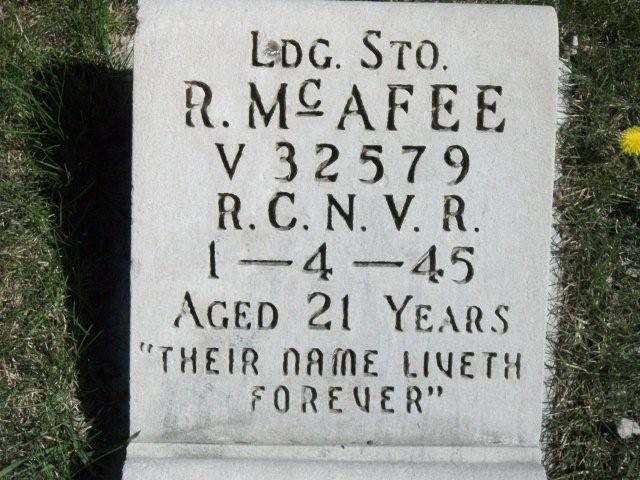 LDG. STO.
R. McAFEE
V 32579
R. C. N. V. R.
1 — 4 — 45
AGED 21 YEARS
"THEIR NAME LIVETH
FOREVER"